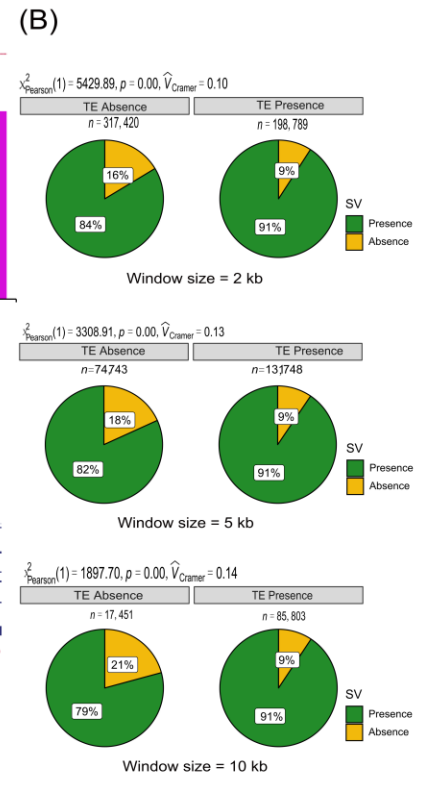 (B)
χ²Pearson(1) = 5429.89, p = 0.00, V̂Cramer = 0.10
TE Absence TE Presence
n = 317,420 n = 198,789
16% 9%
84% 91%
SV
Presence
Absence
Window size = 2 kb
χ²Pearson(1) = 3308.91, p = 0.00, V̂Cramer = 0.13
TE Absence TE Presence
n=74743 n=131748
18% 9%
82% 91%
SV
Presence
Absence
Window size = 5 kb
χ²Pearson(1) = 1897.70, p = 0.00, V̂Cramer = 0.14
TE Absence TE Presence
n = 17,451 n = 85,803
21% 9%
79% 91%
SV
Presence
Absence
Window size = 10 kb